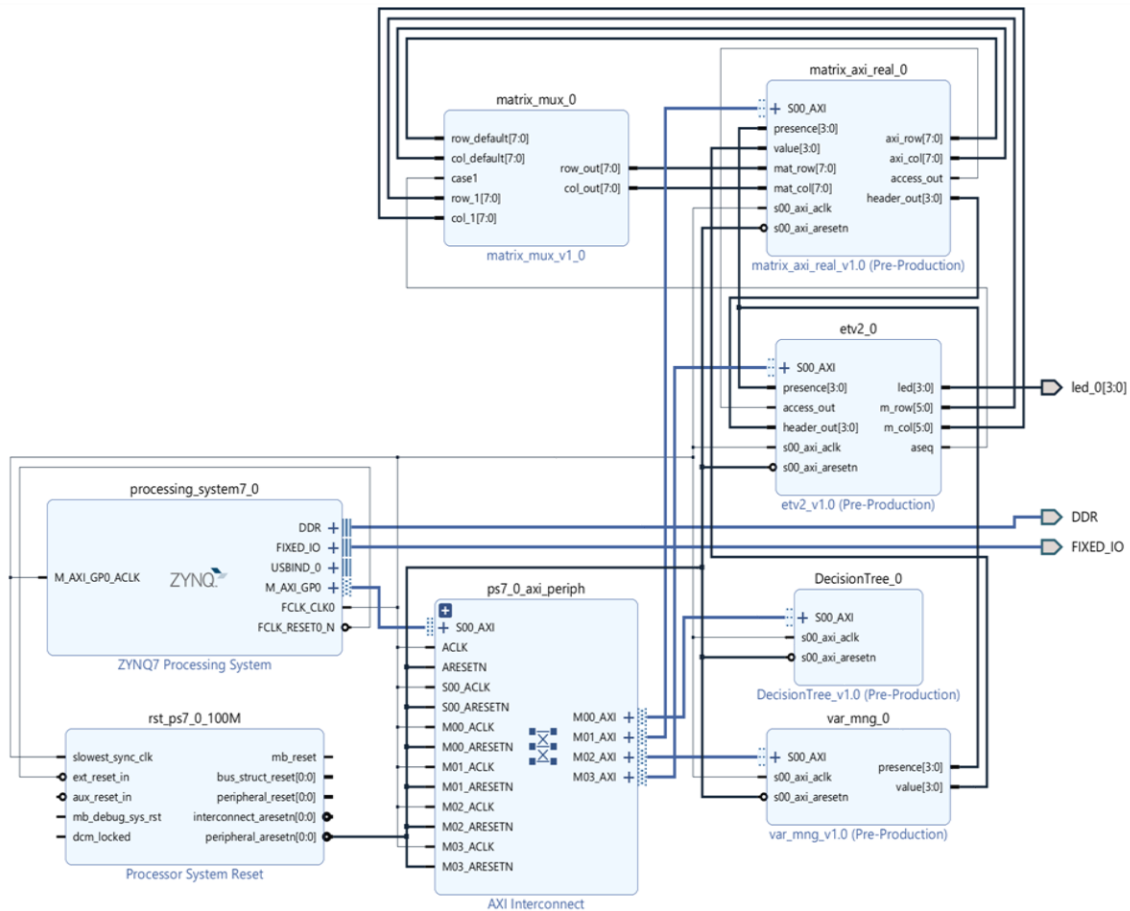 matrix_mux_0
row_default[7:0]
col_default[7:0]
case1
row_1[7:0]
col_1[7:0]
row_out[7:0]
col_out[7:0]
matrix_mux_v1_0
matrix_axi_real_0
S00_AXI
presence[3:0]
value[3:0]
mat_row[7:0]
mat_col[7:0]
s00_axi_aclk
s00_axi_aresetn
axi_row[7:0]
axi_col[7:0]
access_out
header_out[3:0]
matrix_axi_real_v1.0 (Pre-Production)
etv2_0
S00_AXI
presence[3:0]
access_out
header_out[3:0]
s00_axi_aclk
s00_axi_aresetn
led[3:0]
m_row[5:0]
m_col[5:0]
aseq
etv2_v1.0 (Pre-Production)
led_0[3:0]
DDR
FIXED_IO
processing_system7_0
M_AXI_GP0_ACLK
ZYNQ
DDR
FIXED_IO
USBIND_0
M_AXI_GP0
FCLK_CLK0
FCLK_RESET0_N
ZYNQ7 Processing System
rst_ps7_0_100M
slowest_sync_clk
ext_reset_in
aux_reset_in
mb_debug_sys_rst
dcm_locked
mb_reset
bus_struct_reset[0:0]
peripheral_reset[0:0]
interconnect_aresetn[0:0]
peripheral_aresetn[0:0]
Processor System Reset
ps7_0_axi_periph
S00_AXI
ACLK
ARESETN
S00_ACLK
S00_ARESETN
M00_ACLK
M00_ARESETN
M01_ACLK
M01_ARESETN
M02_ACLK
M02_ARESETN
M03_ACLK
M03_ARESETN
M00_AXI
M01_AXI
M02_AXI
M03_AXI
AXI Interconnect
DecisionTree_0
S00_AXI
s00_axi_aclk
s00_axi_aresetn
DecisionTree_v1.0 (Pre-Production)
var_mng_0
S00_AXI
s00_axi_aclk
s00_axi_aresetn
presence[3:0]
value[3:0]
var_mng_v1.0 (Pre-Production)